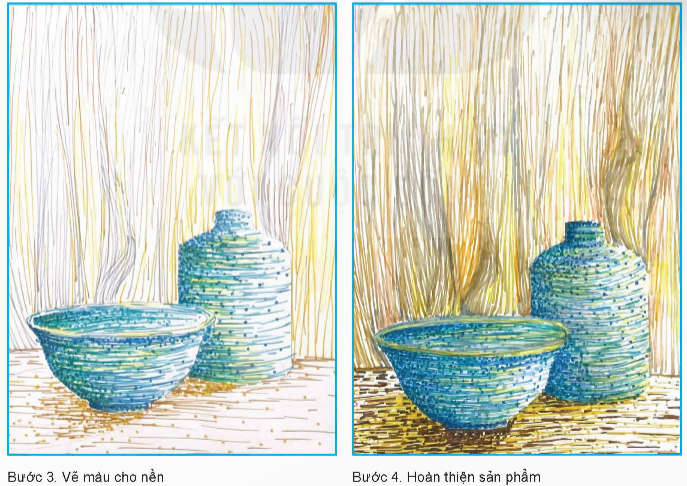 Bước 3. Vẽ màu cho nền
Bước 4. Hoàn thiện sản phẩm